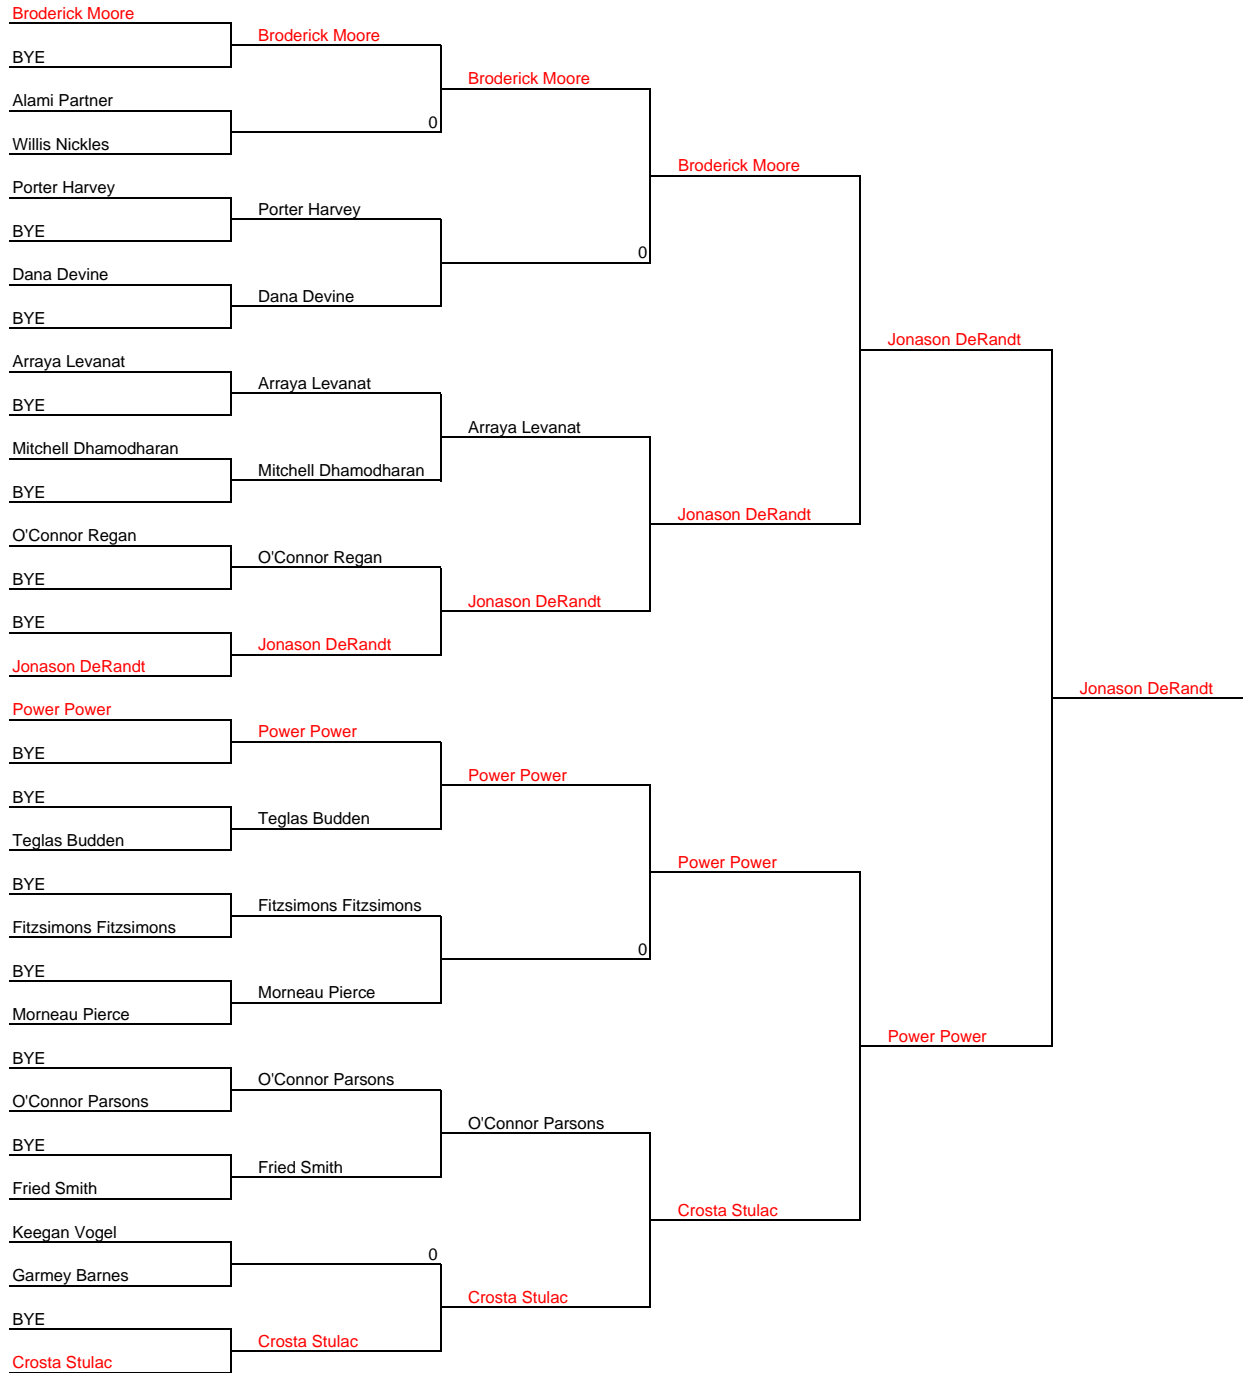 Broderick Moore
Broderick Moore
BYE
Broderick Moore
Alami Partner
0
Willis Nickles
Broderick Moore
Porter Harvey
Porter Harvey
BYE
0
Dana Devine
Dana Devine
BYE
Jonason DeRandt
Arraya Levanat
Arraya Levanat
BYE
Arraya Levanat
Mitchell Dhamodharan
Mitchell Dhamodharan
BYE
Jonason DeRandt
O'Connor Regan
O'Connor Regan
BYE
Jonason DeRandt
BYE
Jonason DeRandt
Jonason DeRandt
Jonason DeRandt
Power Power
Power Power
BYE
Power Power
BYE
Teglas Budden
Teglas Budden
Power Power
BYE
Fitzsimons Fitzsimons
Fitzsimons Fitzsimons
0
BYE
Morneau Pierce
Morneau Pierce
Power Power
BYE
O'Connor Parsons
O'Connor Parsons
O'Connor Parsons
BYE
Fried Smith
Fried Smith
Crosta Stulac
Keegan Vogel
0
Garmey Barnes
Crosta Stulac
BYE
Crosta Stulac
Crosta Stulac